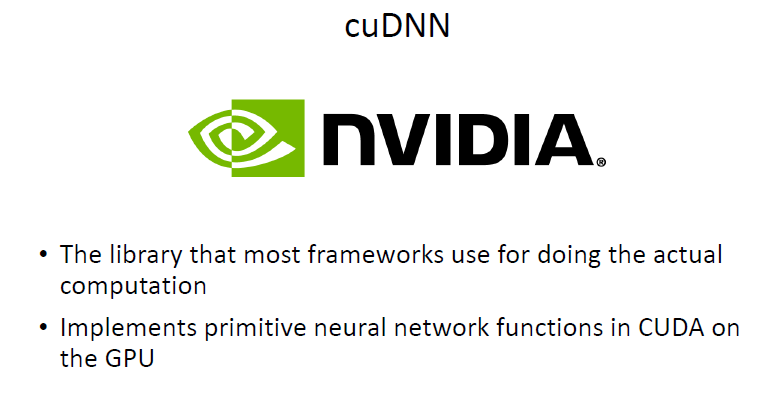 cuDNN
NVIDIA®
• The library that most frameworks use for doing the actual
computation
• Implements primitive neural network functions in CUDA on
the GPU